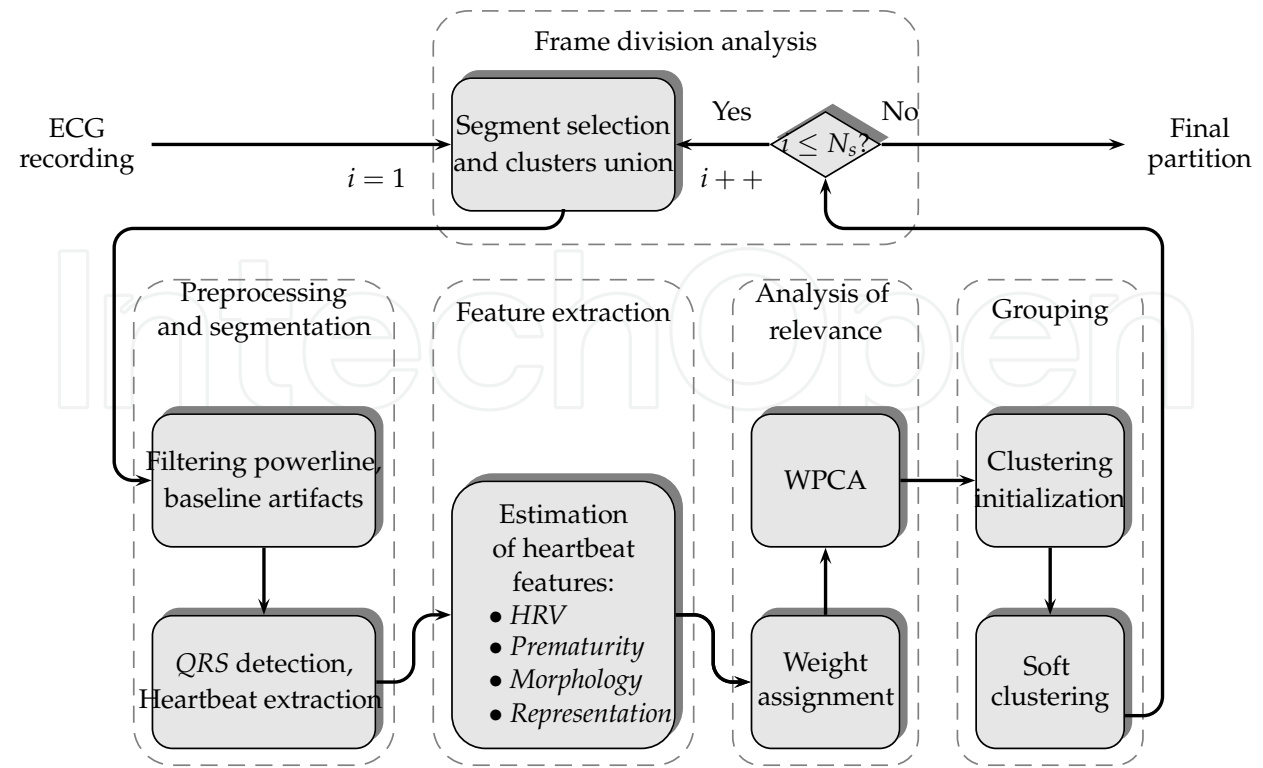 Frame division analysis
ECG
recording
i = 1
Segment selection
and clusters union
Yes
i + +
i ≤ N_s?
No
Final
partition
IntechOpen
Preprocessing
and segmentation
Filtering powerline,
baseline artifacts
QRS detection,
Heartbeat extraction
Feature extraction
Estimation
of heartbeat
features:
• HRV
• Prematurity
• Morphology
• Representation
Analysis of
relevance
WPCA
Weight
assignment
Grouping
Clustering
initialization
Soft
clustering